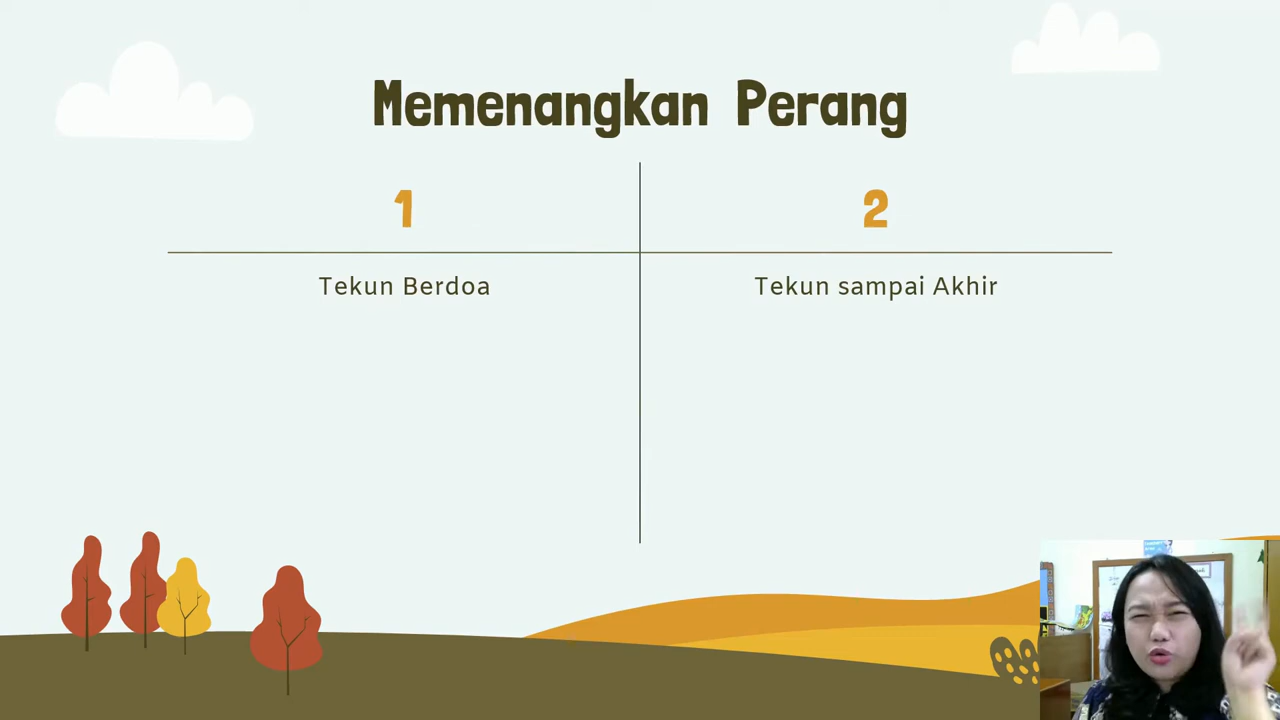 Memenangkan Perang
1
2
Tekun Berdoa
Tekun sampai Akhir